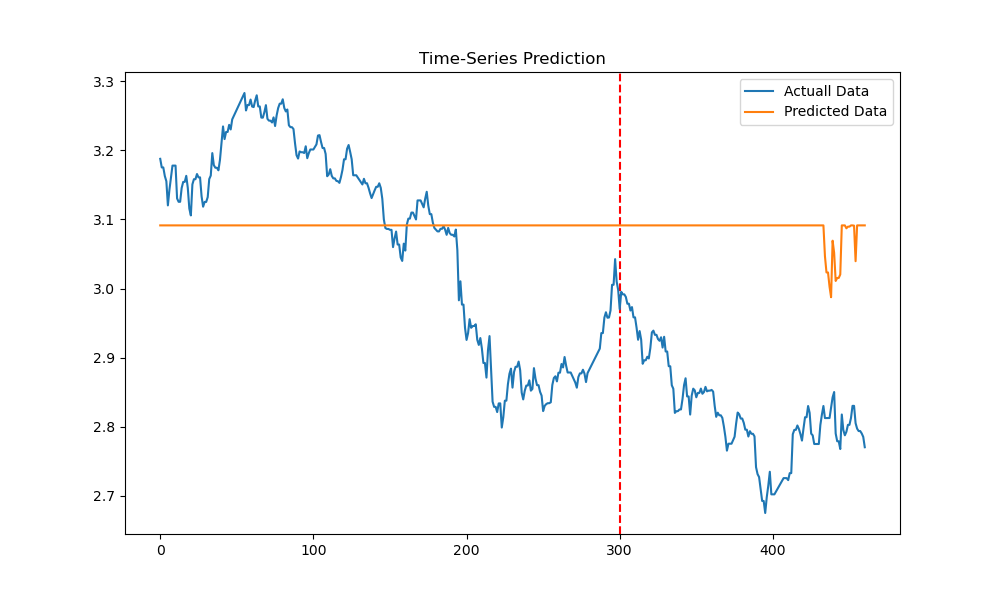 Time-Series Prediction
Actuall Data
Predicted Data
3.3
3.2
3.1
3.0
2.9
2.8
2.7
0 100 200 300 400